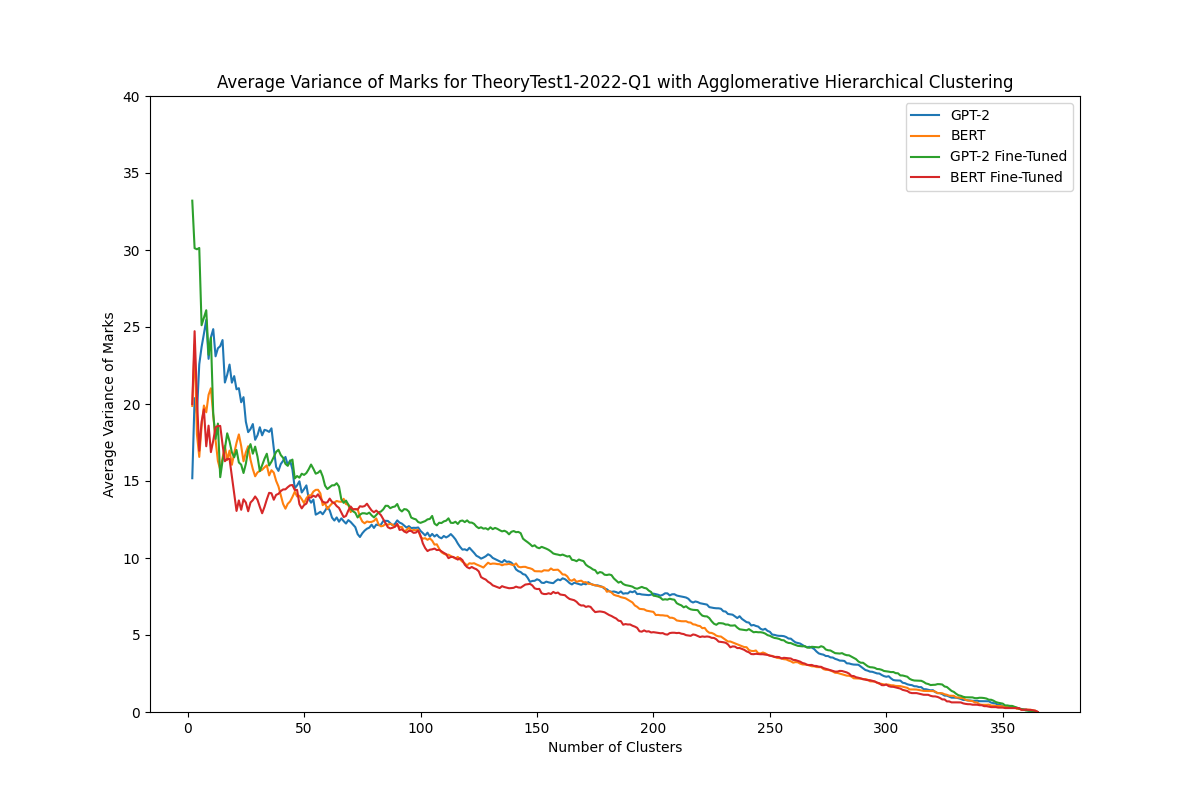 Average Variance of Marks for TheoryTest1-2022-Q1 with Agglomerative Hierarchical Clustering
40
35
30
25
20
15
10
5
0
Average Variance of Marks
GPT-2
BERT
GPT-2 Fine-Tuned
BERT Fine-Tuned
0 50 100 150 200 250 300 350
Number of Clusters